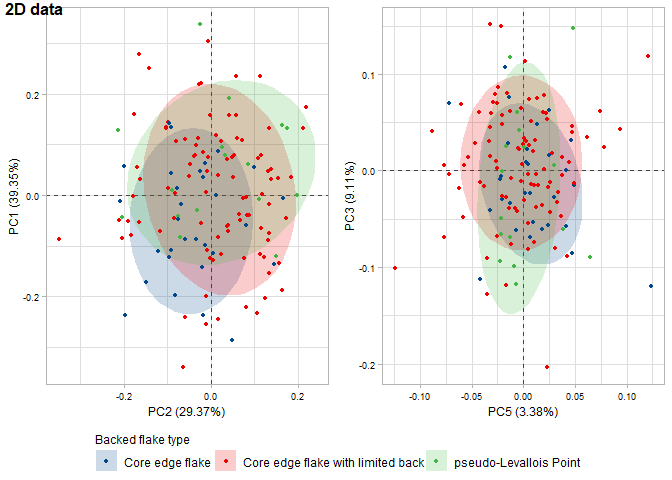 2D data
0.2
0.0
-0.2
PC1 (39.35%)
-0.2
0.0
0.2
PC2 (29.37%)
0.1
0.0
-0.1
-0.2
PC3 (9.11%)
-0.10
-0.05
0.00
0.05
0.10
PC5 (3.38%)
Backed flake type
Core edge flake
Core edge flake with limited back
pseudo-Levallois Point